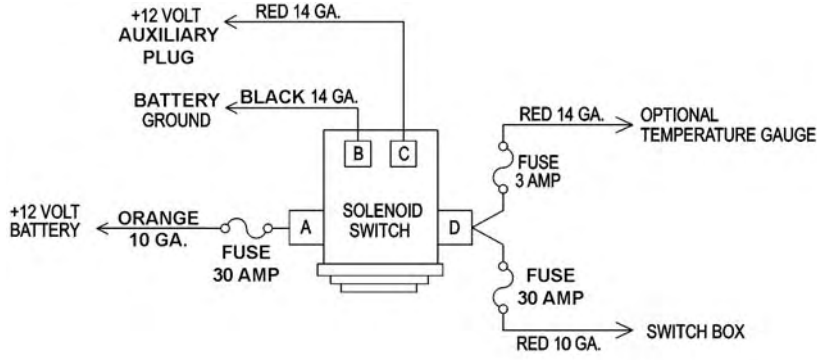 +12 VOLT
AUXILIARY
PLUG
RED 14 GA.
BATTERY
GROUND
BLACK 14 GA.
B
C
RED 14 GA.
OPTIONAL
TEMPERATURE GAUGE
FUSE
3 AMP
+12 VOLT
BATTERY
ORANGE
10 GA.
FUSE
30 AMP
A
SOLENOID
SWITCH
D
FUSE
30 AMP
RED 10 GA.
SWITCH BOX